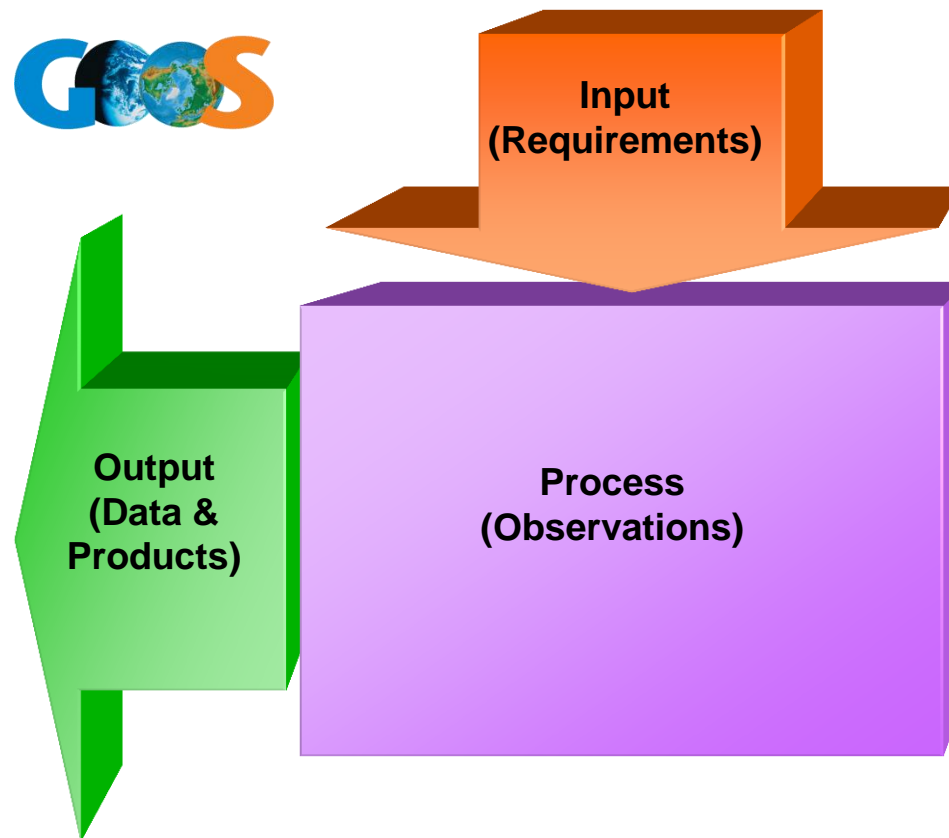 GOOS
Input
(Requirements)
Output
(Data &
Products)
Process
(Observations)